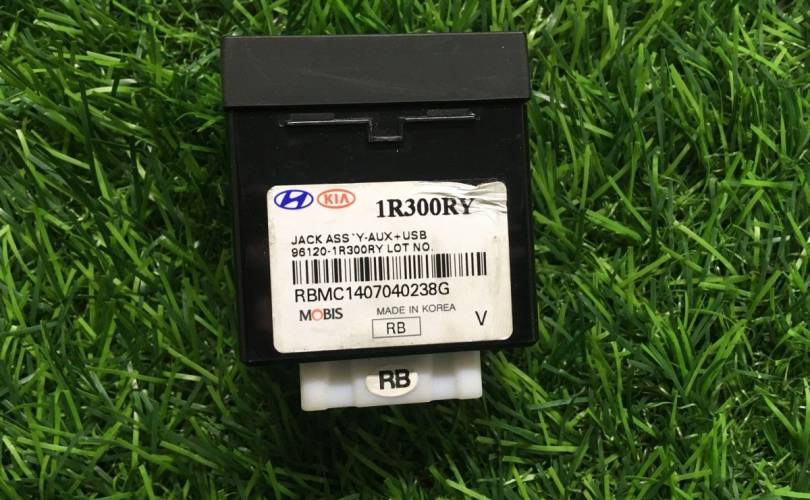 KIA 1R300RY
JACK ASS`Y-AUX+USB
96120-1R300RY LOT NO.
RBMC1407040238G
MOBIS MADE IN KOREA
RB V
RB